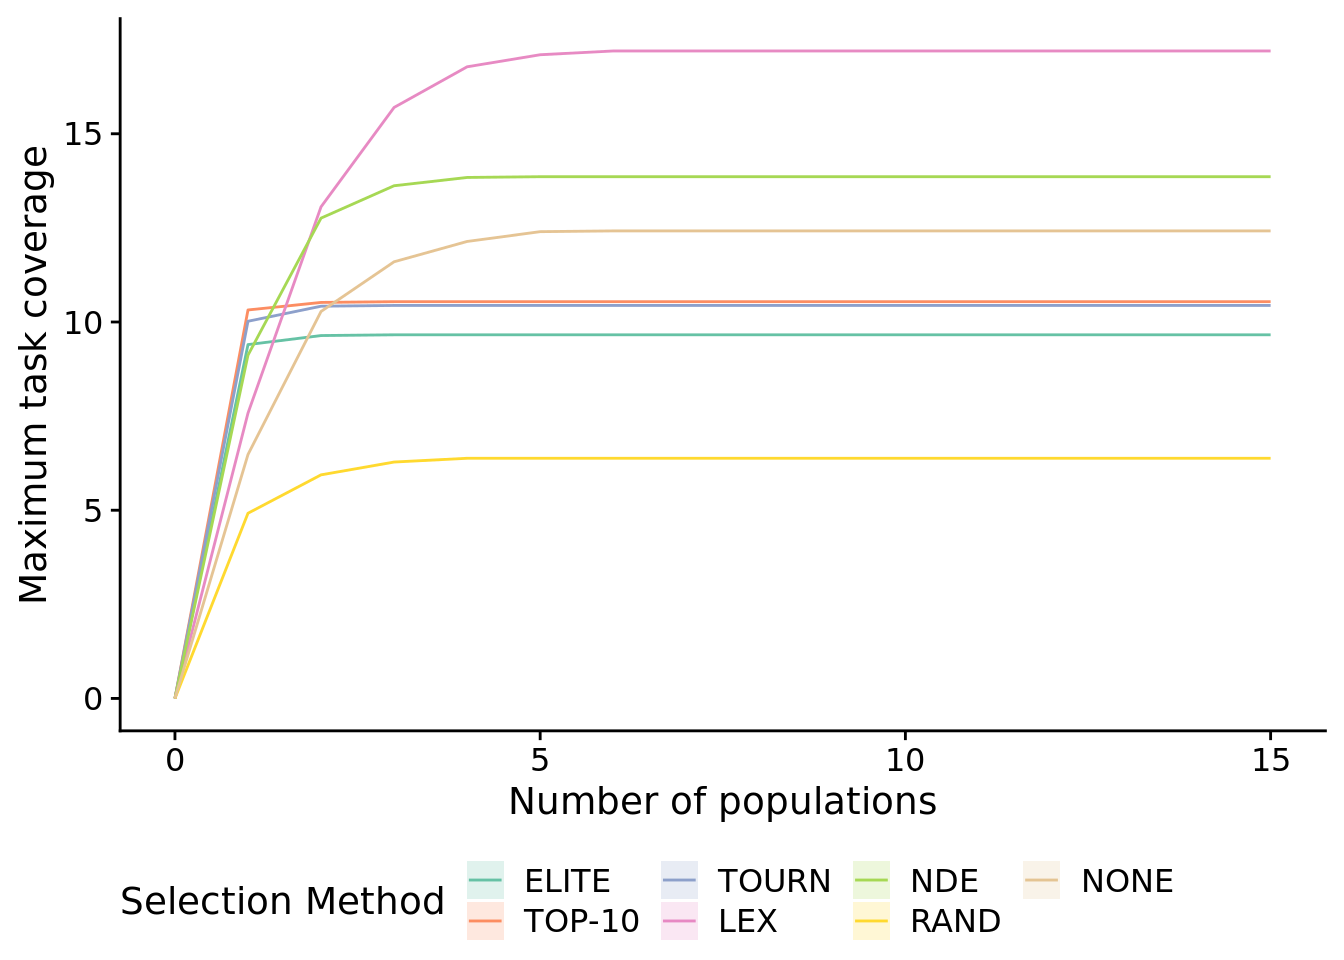 Maximum task coverage
15
10
5
0
0 5 10 15
Number of populations
Selection Method
ELITE TOURN NDE NONE
TOP-10 LEX RAND